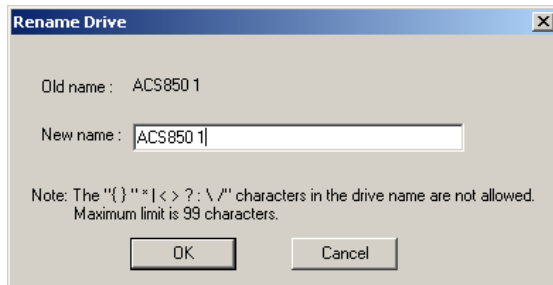 Rename Drive
Old name : ACS850 1
New name : ACS850 1
Note: The "{ } " * | < > ? : \ /" characters in the drive name are not allowed.
Maximum limit is 99 characters.
OK Cancel